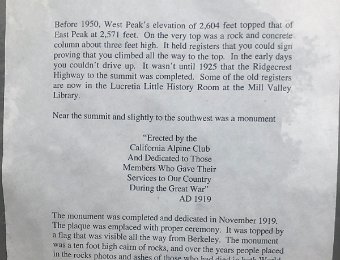 Before 1950, West Peak's elevation of 2,604 feet topped that of
East Peak at 2,571 feet. On the very top was a rock and concrete
column about three feet high. It held registers that you could sign
proving that you climbed all the way to the top. In the early days
you couldn't drive up. It wasn't until 1925 that the Ridgecrest
Highway to the summit was completed. Some of the old registers
are now in the Lucretia Little History Room at the Mill Valley
Library.
Near the summit and slightly to the southwest was a monument
"Erected by the
California Alpine Club
And Dedicated to Those
Members Who Gave Their
Services to Our Country
During the Great War"
AD 1919
The monument was completed and dedicated in November 1919.
The plaque was emplaced with proper ceremony. It was topped by
a flag that was visible all the way from Berkeley. The monument
was a ten foot high cairn of rocks, and over the years people placed
in the rocks photos and ashes of those who had died in both World